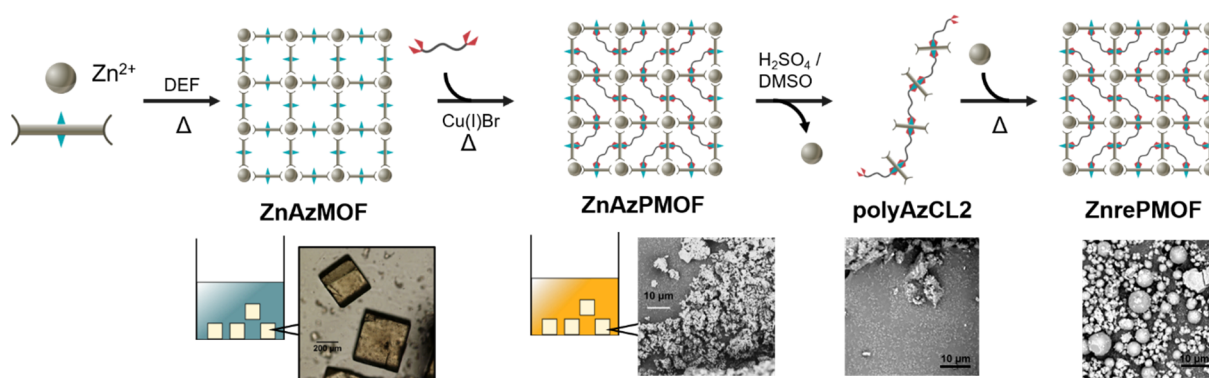 Zn2+
DEF
Δ
ZnAzMOF
Cu(I)Br
Δ
ZnAzPMOF
H2SO4 /
DMSO
polyAzCL2
Δ
ZnrePMOF
200 μm
10 μm
10 μm
10 μm